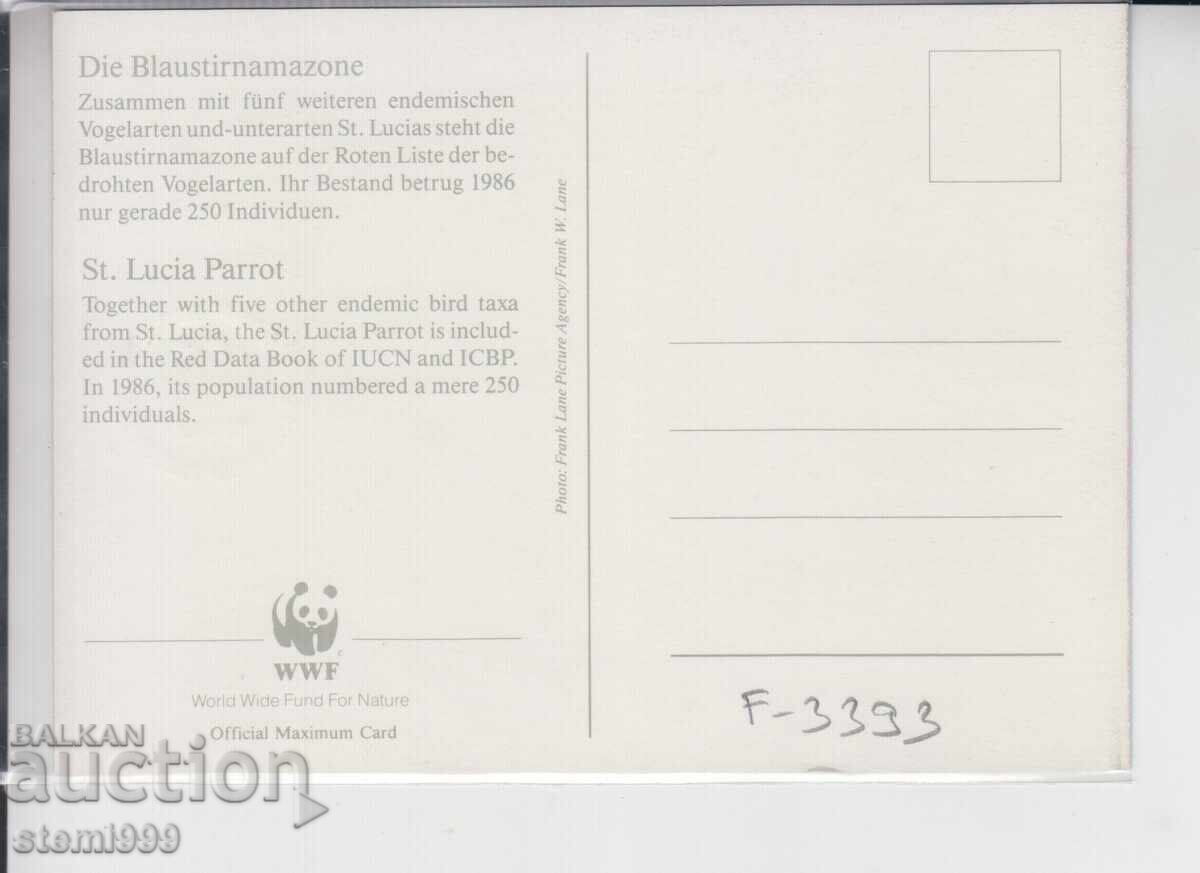 Die Blaustirnamazone
Zusammen mit fünf weiteren endemischen
Vogelarten und-unterarten St. Lucias steht die
Blaustirnamazone auf der Roten Liste der be-
drohten Vogelarten. Ihr Bestand betrug 1986
nur gerade 250 Individuen.
St. Lucia Parrot
Together with five other endemic bird taxa
from St. Lucia, the St. Lucia Parrot is includ-
ed in the Red Data Book of IUCN and ICBP.
In 1986, its population numbered a mere 250
individuals.
WWF
World Wide Fund For Nature
Official Maximum Card
Photo: Frank Lane Picture Agency/Frank W. Lane
F-3393
BALKAN
auction
stemi999